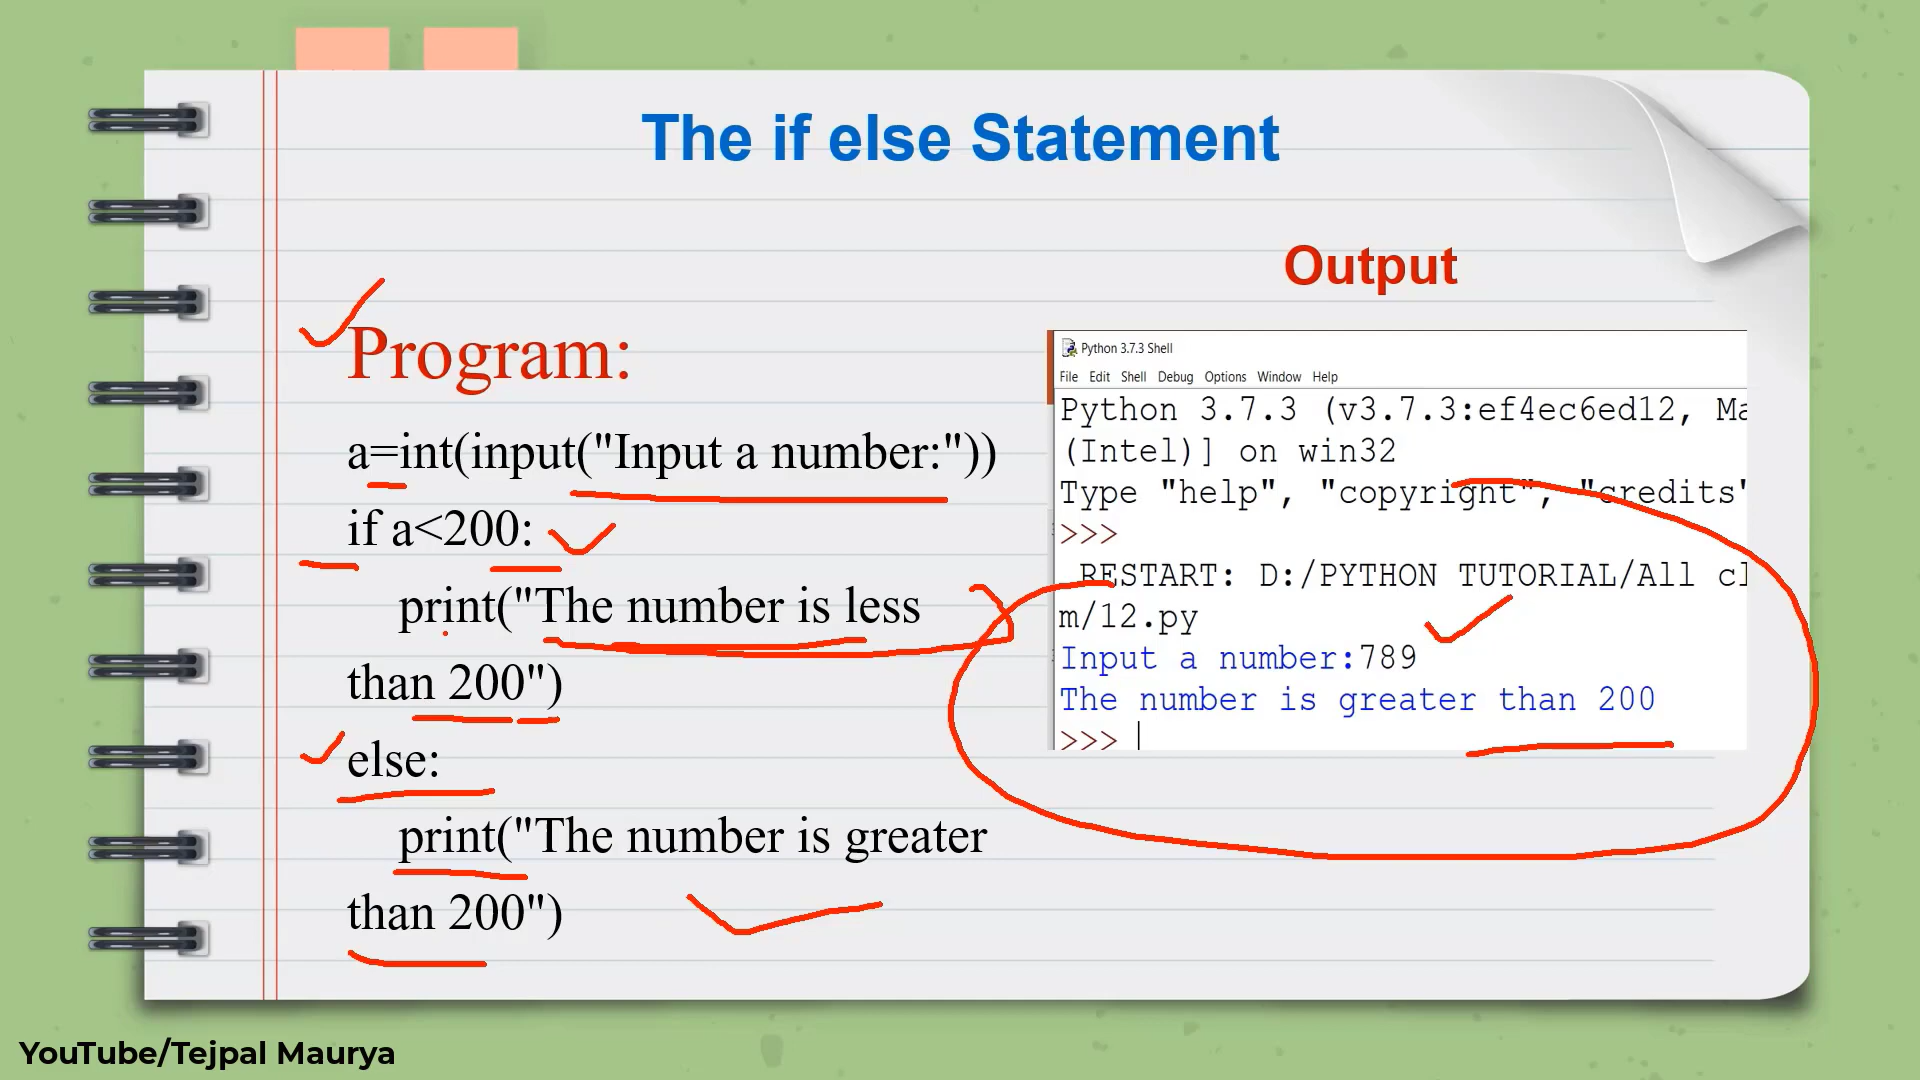 The if else Statement
Program:
a=int(input("Input a number:"))
if a<200:
print("The number is less
than 200")
else:
print("The number is greater
than 200")
Output
Python 3.7.3 Shell
File Edit Shell Debug Options Window Help
Python 3.7.3 (v3.7.3:ef4ec6ed12, Ma
(Intel)] on win32
Type "help", "copyright", "credits"
>>>
RESTART: D:/PYTHON TUTORIAL/All cl
m/12.py
Input a number:789
The number is greater than 200
>>>
YouTube/Tejpal Maurya